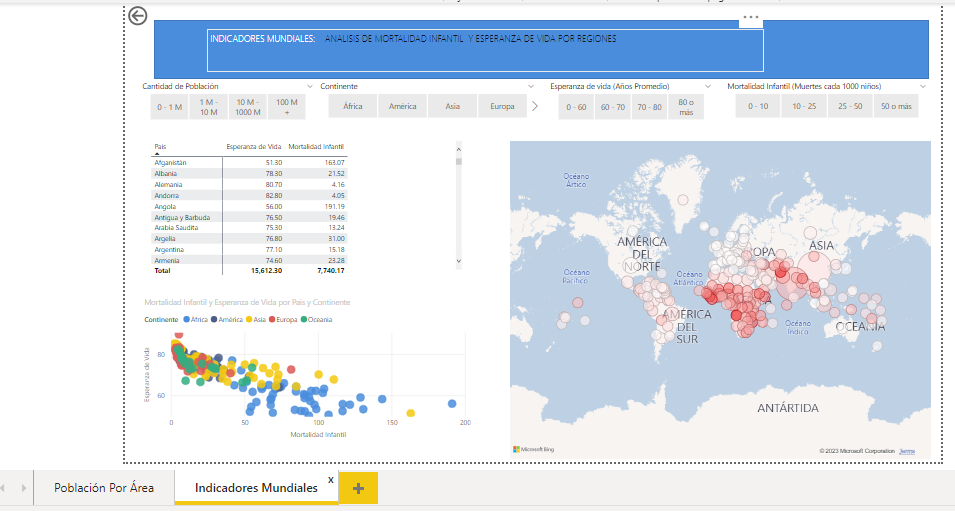 INDICADORES MUNDIALES: ANALISIS DE MORTALIDAD INFANTIL Y ESPERANZA DE VIDA POR REGIONES
Cantidad de Población
0 - 1 M
1 M -
10 M
10 M -
1000 M
100 M
+
Continente
África
América
Asia
Europa
Esperanza de vida (Años Promedio)
0 - 60
60 - 70
70 - 80
80 o
más
Mortalidad Infantil (Muertes cada 1000 niños)
0 - 10
10 - 25
25 - 50
50 o más
País Esperanza de Vida Mortalidad Infantil
Afganistán 51.30 163.07
Albania 78.30 21.52
Alemania 80.70 4.16
Andorra 82.80 4.05
Angola 56.00 191.19
Antigua y Barbuda 76.50 19.46
Arabia Saudita 75.30 13.24
Argelia 76.80 31.00
Argentina 77.10 15.18
Armenia 74.60 23.28
Total 15,612.30 7,740.17
Mortalidad Infantil y Esperanza de Vida por País y Continente
Continente África América Asia Europa Oceania
Esperanza de Vida
80
60
0 50 100 150 200
Mortalidad Infantil
Océano
Ártico
AMÉRICA
DEL
NORTE
OPA
ASIA
Océano
Pacífico
Océano
Atlántico
AMÉRICA
DEL
SUR
Océano
Índico
OCEANÍA
ANTÁRTIDA
Microsoft Bing
© 2023 Microsoft Corporation Terms
Población Por Área
Indicadores Mundiales x
+